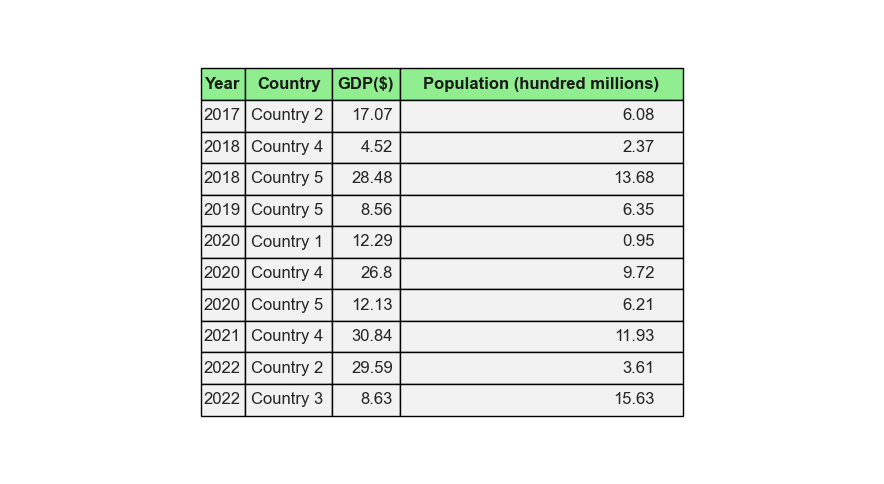 Year Country GDP($) Population (hundred millions)
2017 Country 2 17.07 6.08
2018 Country 4 4.52 2.37
2018 Country 5 28.48 13.68
2019 Country 5 8.56 6.35
2020 Country 1 12.29 0.95
2020 Country 4 26.8 9.72
2020 Country 5 12.13 6.21
2021 Country 4 30.84 11.93
2022 Country 2 29.59 3.61
2022 Country 3 8.63 15.63